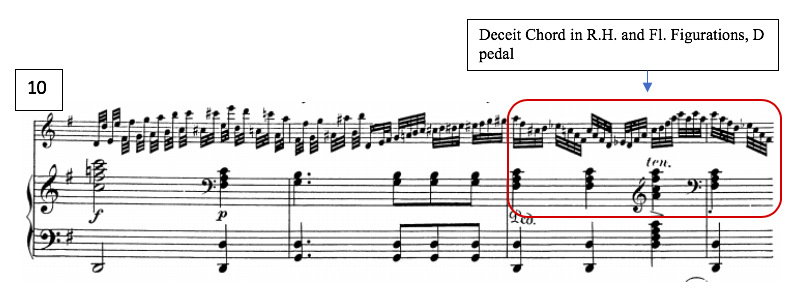 Deceit Chord in R.H. and Fl. Figurations, D
pedal
10
ten.
f
p
Ped.